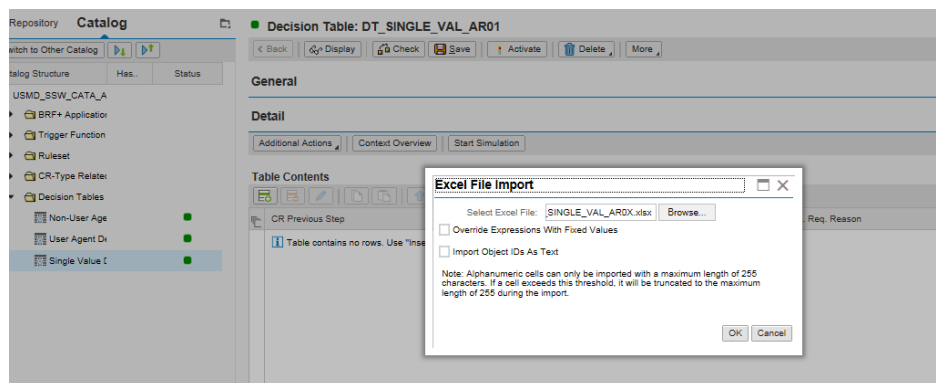 Repository Catalog
witch to Other Catalog
talog Structure Has.. Status
USMD_SSW_CATA_A
BRF+ Application
Trigger Function
Ruleset
CR-Type Relate
Decision Tables
Non-User Age
User Agent De
Single Value D
Decision Table: DT_SINGLE_VAL_AR01
< Back Display Check Save Activate Delete More
General
Detail
Additional Actions Context Overview Start Simulation
Table Contents
CR Previous Step . Req. Reason
Table contains no rows. Use "Inse
Excel File Import
Select Excel File: SINGLE_VAL_AR0X.xlsx Browse...
Override Expressions With Fixed Values
Import Object IDs As Text
Note: Alphanumeric cells can only be imported with a maximum length of 255
characters. If a cell exceeds this threshold, it will be truncated to the maximum
length of 255 during the import.
OK Cancel